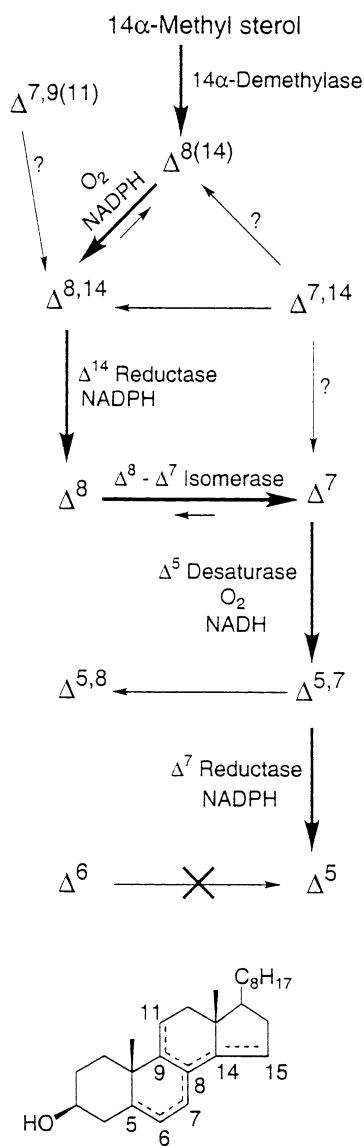 14α-Methyl sterol
14α-Demethylase
Δ7,9(11)
Δ8(14)
?
O2
NADPH
?
Δ8,14
Δ7,14
Δ14 Reductase
NADPH
?
Δ8
Δ8 - Δ7 Isomerase
Δ7
Δ5 Desaturase
O2
NADH
Δ5,8
Δ5,7
Δ7 Reductase
NADPH
Δ6
Δ5
C8H17
11
9
8
14
15
HO
5
6
7